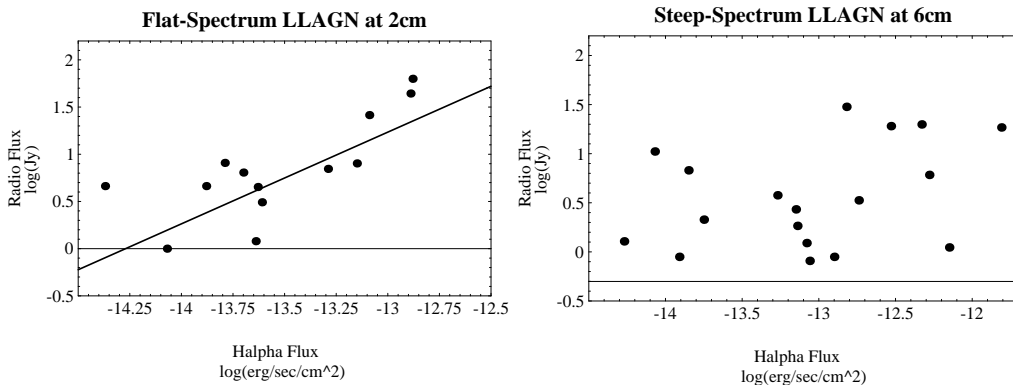 Flat-Spectrum LLAGN at 2cm
2
1.5
1
0.5
0
-0.5
Radio Flux
log(Jy)
-14.25 -14 -13.75 -13.5 -13.25 -13 -12.75 -12.5
Halpha Flux
log(erg/sec/cm^2)
Steep-Spectrum LLAGN at 6cm
2
1.5
1
0.5
0
-0.5
Radio Flux
log(Jy)
-14 -13.5 -13 -12.5 -12
Halpha Flux
log(erg/sec/cm^2)